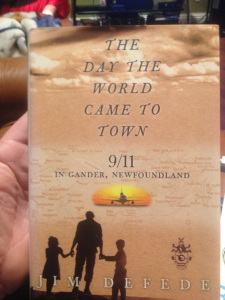 THE
DAY THE
WORLD
CAME TO
TOWN
9/11
IN GANDER, NEWFOUNDLAND
JIM DEFEDE